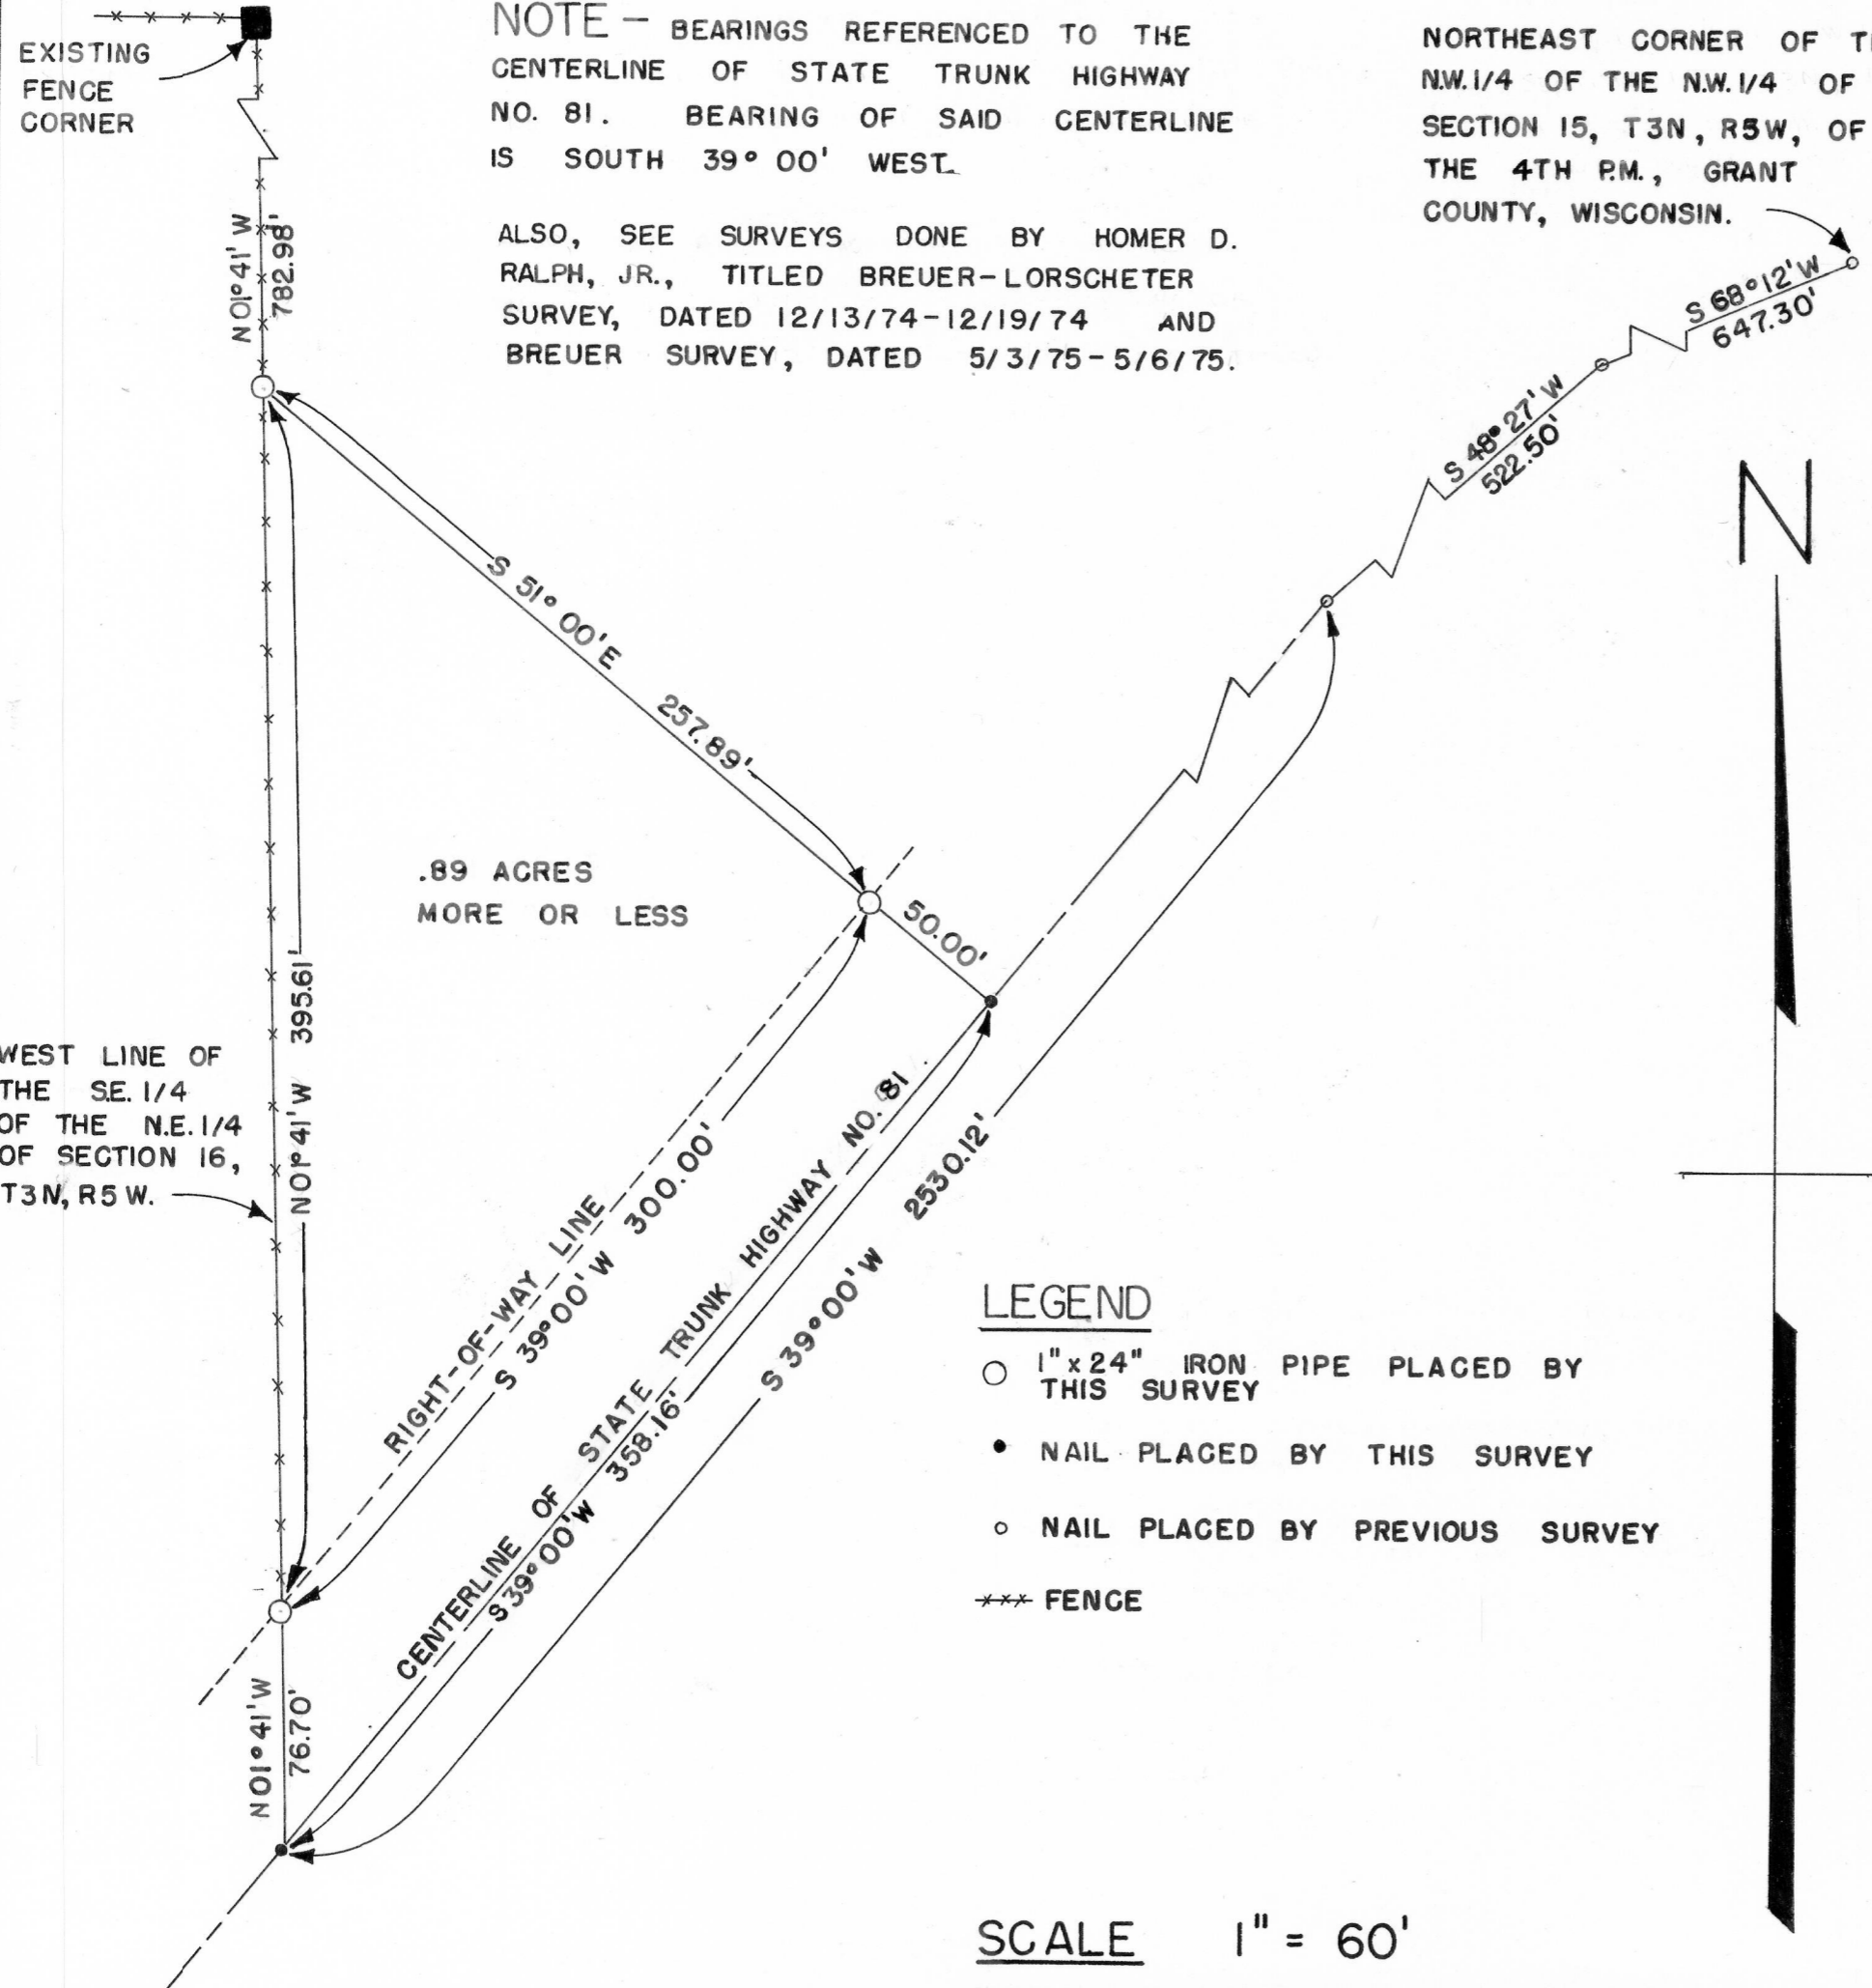 EXISTING
FENCE
CORNER
NOTE - BEARINGS REFERENCED TO THE
CENTERLINE OF STATE TRUNK HIGHWAY
NO. 81. BEARING OF SAID CENTERLINE
IS SOUTH 39° 00' WEST.
ALSO, SEE SURVEYS DONE BY HOMER D.
RALPH, JR., TITLED BREUER-LORSCHETER
SURVEY, DATED 12/13/74-12/19/74 AND
BREUER SURVEY, DATED 5/3/75-5/6/75.
NORTHEAST CORNER OF
N.W. 1/4 OF THE N.W. 1/4 OF
SECTION 15, T3N, R5W, OF
THE 4TH P.M., GRANT
COUNTY, WISCONSIN.
N01°41'W
782.98'
S 68°12'W
647.30'
S 48°27'W
522.50'
N
S 51°00'E 257.89'
.89 ACRES
MORE OR LESS
50.00'
N01°41'W 395.61'
WEST LINE OF
THE S.E. 1/4
OF THE N.E. 1/4
OF SECTION 16,
T3N, R5W.
RIGHT-OF-WAY LINE
S 39°00'W 300.00'
CENTERLINE OF STATE TRUNK HIGHWAY NO. 81
S 39°00'W 358.16'
S 39°00'W 2530.12'
N01°41'W
76.70'
LEGEND
1" x 24" IRON PIPE PLACED BY
THIS SURVEY
NAIL PLACED BY THIS SURVEY
NAIL PLACED BY PREVIOUS SURVEY
FENCE
SCALE 1" = 60'